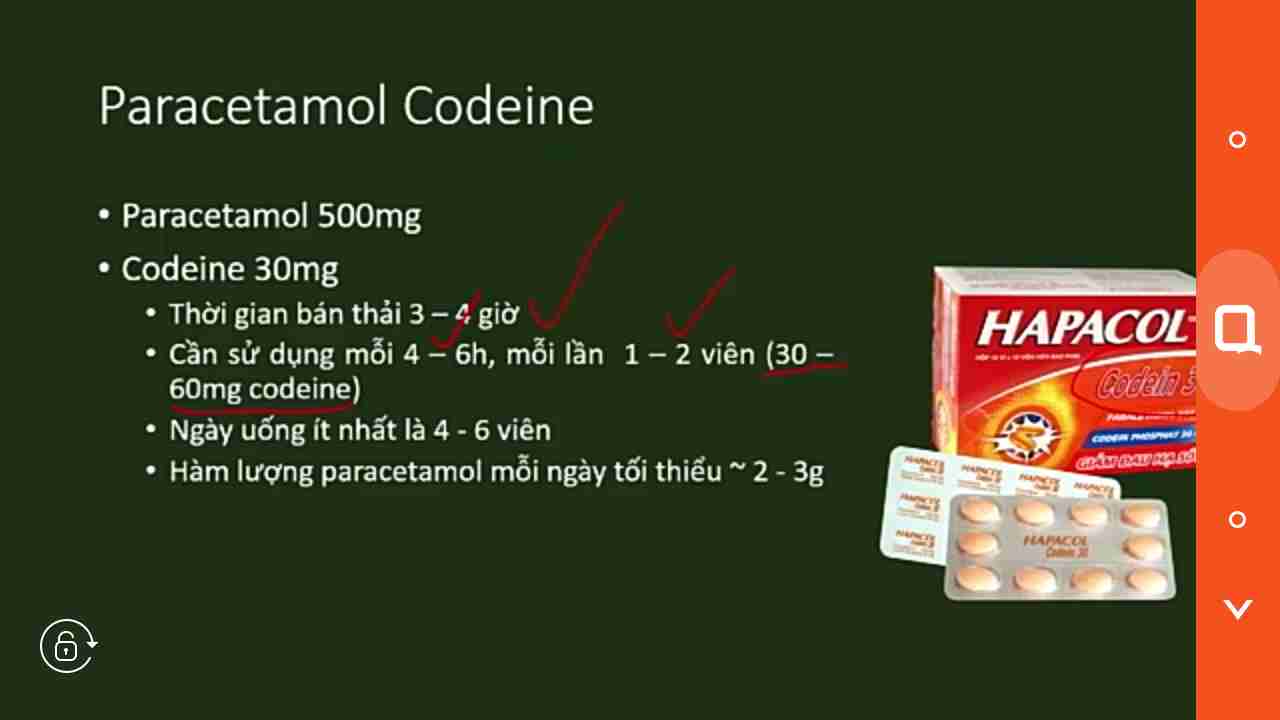 Paracetamol Codeine
• Paracetamol 500mg
• Codeine 30mg
• Thời gian bán thải 3 – 4 giờ
• Cần sử dụng mỗi 4 – 6h, mỗi lần 1 – 2 viên (30 –
60mg codeine)
• Ngày uống ít nhất là 4 - 6 viên
• Hàm lượng paracetamol mỗi ngày tối thiểu ~ 2 - 3g
HAPACOL
Codein 3
CODEIN PHOSPHAT 30
GIẢM ĐAU HẠ SỐ
HAPACOL
Codein 30